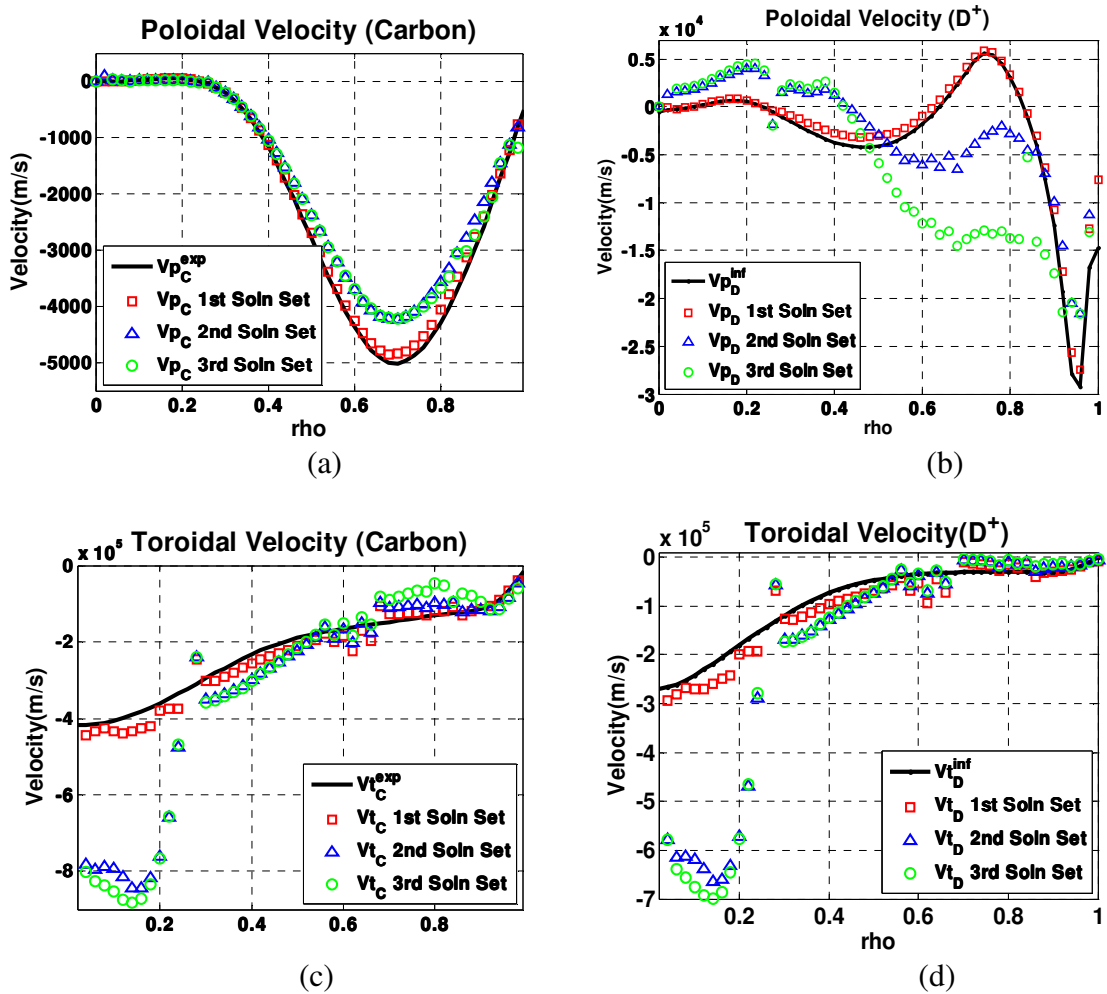 Poloidal Velocity (Carbon)
0
-1000
-2000
-3000
-4000
-5000
Velocity(m/s)
Vp_C^exp
Vp_C 1st Soln Set
Vp_C 2nd Soln Set
Vp_C 3rd Soln Set
0 0.2 0.4 0.6 0.8
rho
(a)
Poloidal Velocity (D⁺)
x 10⁴
0.5
0
-0.5
-1
-1.5
-2
-2.5
-3
Velocity(m/s)
Vp_D^inf
Vp_D 1st Soln Set
Vp_D 2nd Soln Set
Vp_D 3rd Soln Set
0 0.2 0.4 0.6 0.8 1
rho
(b)
Toroidal Velocity (Carbon)
x 10⁵
0
-2
-4
-6
-8
Velocity(m/s)
Vt_C^exp
Vt_C 1st Soln Set
Vt_C 2nd Soln Set
Vt_C 3rd Soln Set
0.2 0.4 0.6 0.8
rho
(c)
Toroidal Velocity(D⁺)
x 10⁵
0
-1
-2
-3
-4
-5
-6
-7
Velocity(m/s)
Vt_D^inf
Vt_D 1st Soln Set
Vt_D 2nd Soln Set
Vt_D 3rd Soln Set
0.2 0.4 0.6 0.8 1
rho
(d)